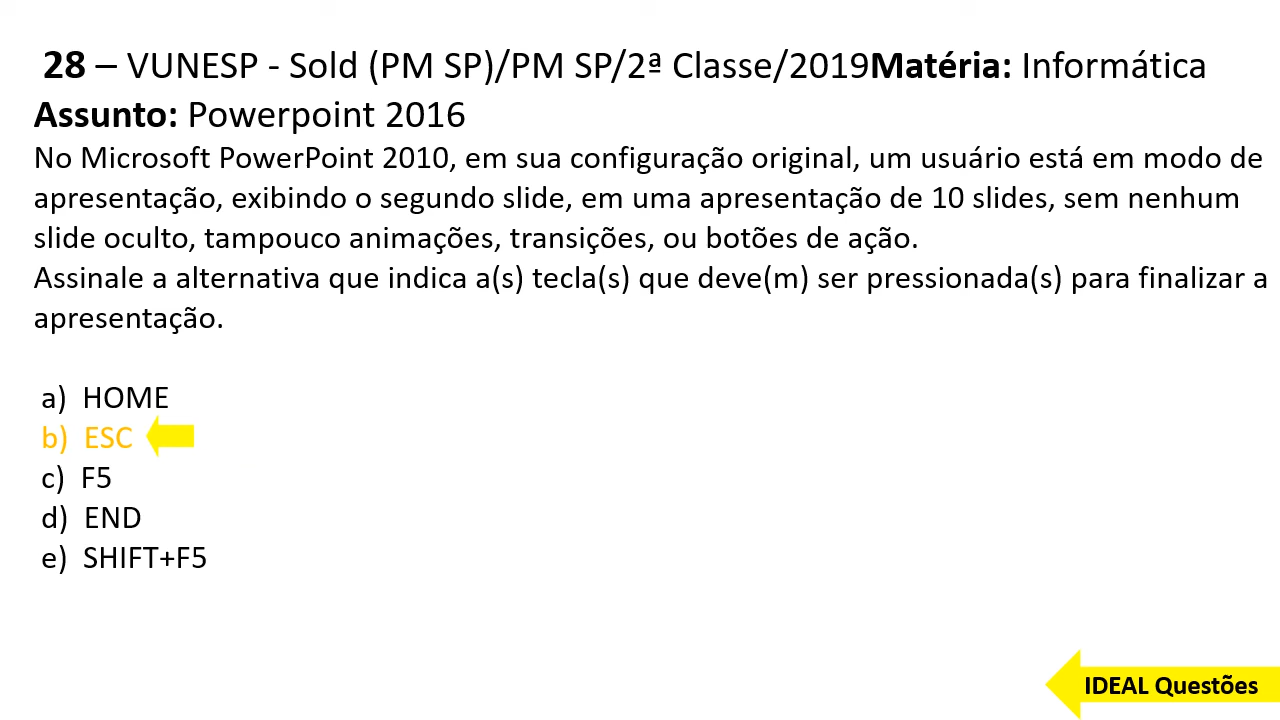 28 – VUNESP - Sold (PM SP)/PM SP/2ª Classe/2019Matéria: Informática
Assunto: Powerpoint 2016
No Microsoft PowerPoint 2010, em sua configuração original, um usuário está em modo de
apresentação, exibindo o segundo slide, em uma apresentação de 10 slides, sem nenhum
slide oculto, tampouco animações, transições, ou botões de ação.
Assinale a alternativa que indica a(s) tecla(s) que deve(m) ser pressionada(s) para finalizar a
apresentação.
a) HOME
b) ESC
c) F5
d) END
e) SHIFT+F5
IDEAL Questões